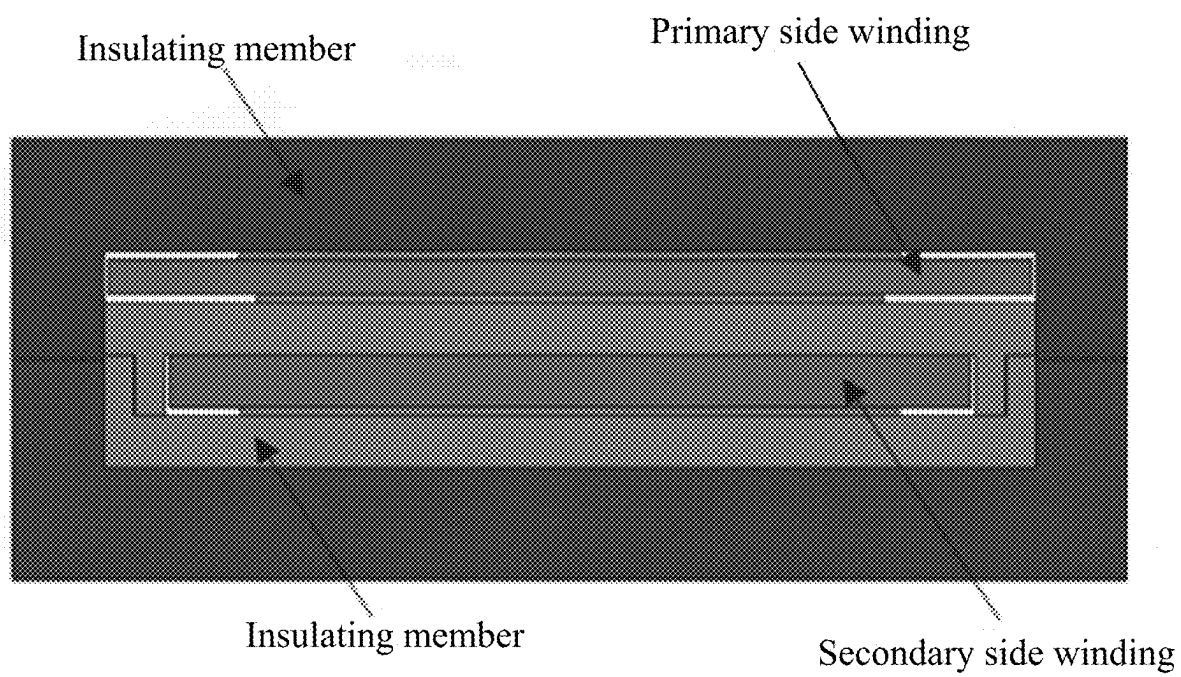 Insulating member
Primary side winding
Insulating member
Secondary side winding